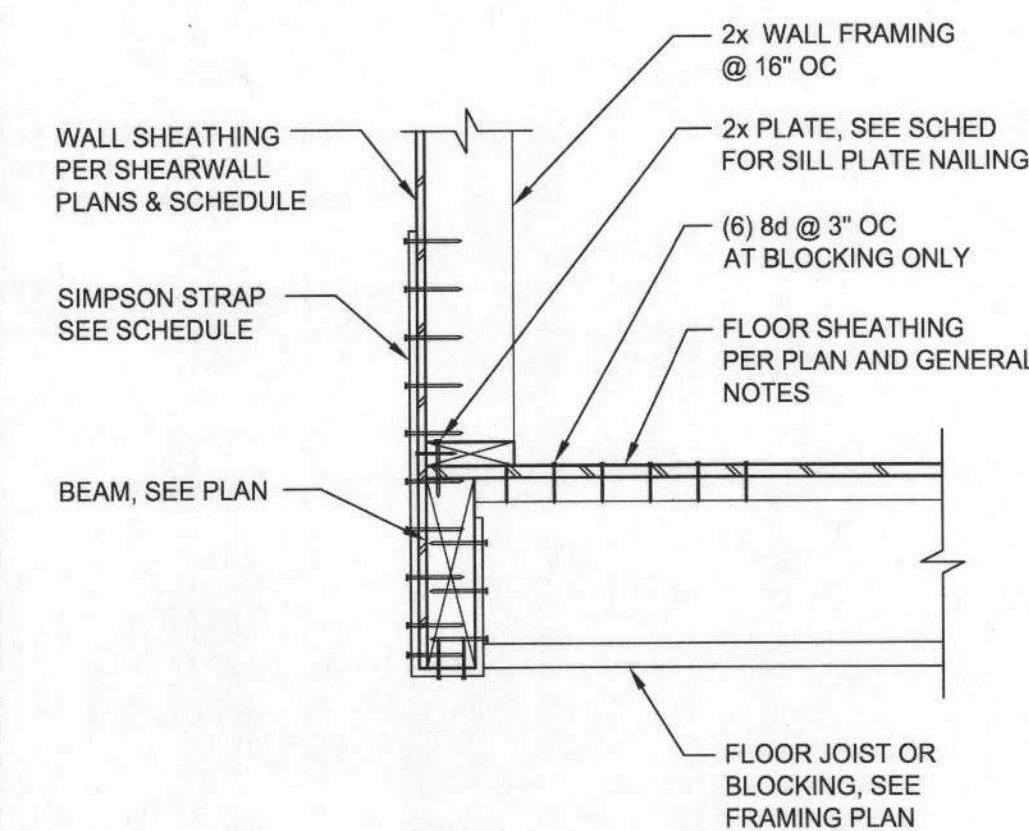 2x WALL FRAMING
@ 16" OC
WALL SHEATHING
PER SHEARWALL
PLANS & SCHEDULE
2x PLATE, SEE SCHED
FOR SILL PLATE NAILING
(6) 8d @ 3" OC
AT BLOCKING ONLY
SIMPSON STRAP
SEE SCHEDULE
FLOOR SHEATHING
PER PLAN AND GENERAL
NOTES
BEAM, SEE PLAN
FLOOR JOIST OR
BLOCKING, SEE
FRAMING PLAN